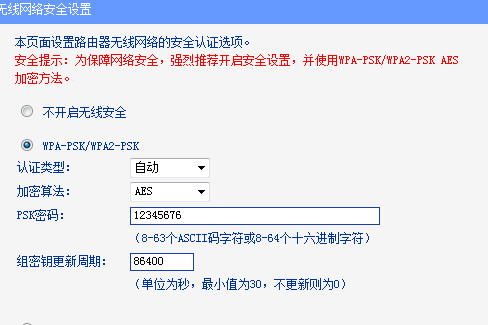 无线网络安全设置
本页面设置路由器无线网络的安全认证选项。
安全提示：为保障网络安全，强烈推荐开启安全设置，并使用WPA-PSK/WPA2-PSK AES
加密方法。
不开启无线安全
WPA-PSK/WPA2-PSK
认证类型： 自动
加密算法： AES
PSK密码： 12345676
（8-63个ASCII码字符或8-64个十六进制字符）
组密钥更新周期： 86400
（单位为秒，最小值为30，不更新则为0）